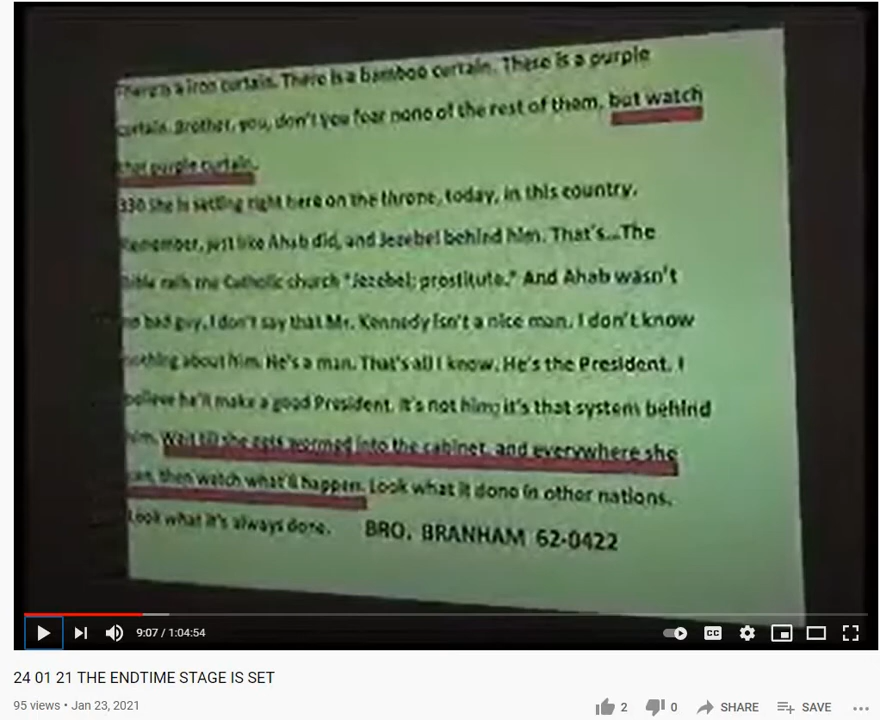 There is a iron curtain. There is a bamboo curtain. There is a purple
curtain. Brother, you, don't you fear none of the rest of them, but watch
that purple curtain.
330 She is setting right here on the throne, today, in this country.
Remember, just like Ahab did, and Jezebel behind him. That's...The
Bible calls the Catholic church "Jezebel; prostitute." And Ahab wasn't
no bad guy. I don't say that Mr. Kennedy isn't a nice man. I don't know
nothing about him. He's a man. That's all I know. He's the President. I
believe he'll make a good President. It's not him; it's that system behind
him. Wait till she gets wormed into the cabinet, and everywhere she
can, then watch what'll happen. Look what it done in other nations.
Look what it's always done. BRO. BRANHAM 62-0422
9:07 / 1:04:54
CC
24 01 21 THE ENDTIME STAGE IS SET
95 views • Jan 23, 2021
2 0 SHARE SAVE